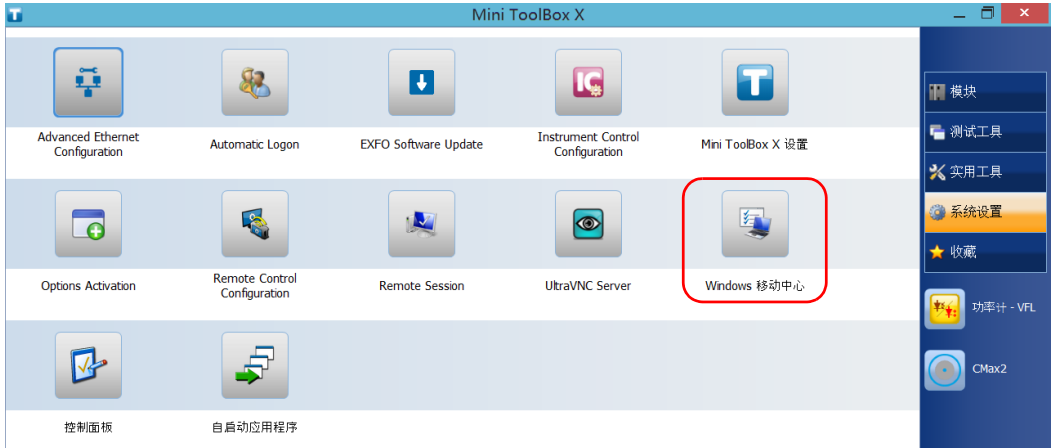 Mini ToolBox X
Advanced Ethernet
Configuration
Automatic Logon
EXFO Software Update
Instrument Control
Configuration
Mini ToolBox X 设置
Options Activation
Remote Control
Configuration
Remote Session
UltraVNC Server
Windows 移动中心
控制面板
自启动应用程序
模块
测试工具
实用工具
系统设置
收藏
功率计 - VFL
CMax2